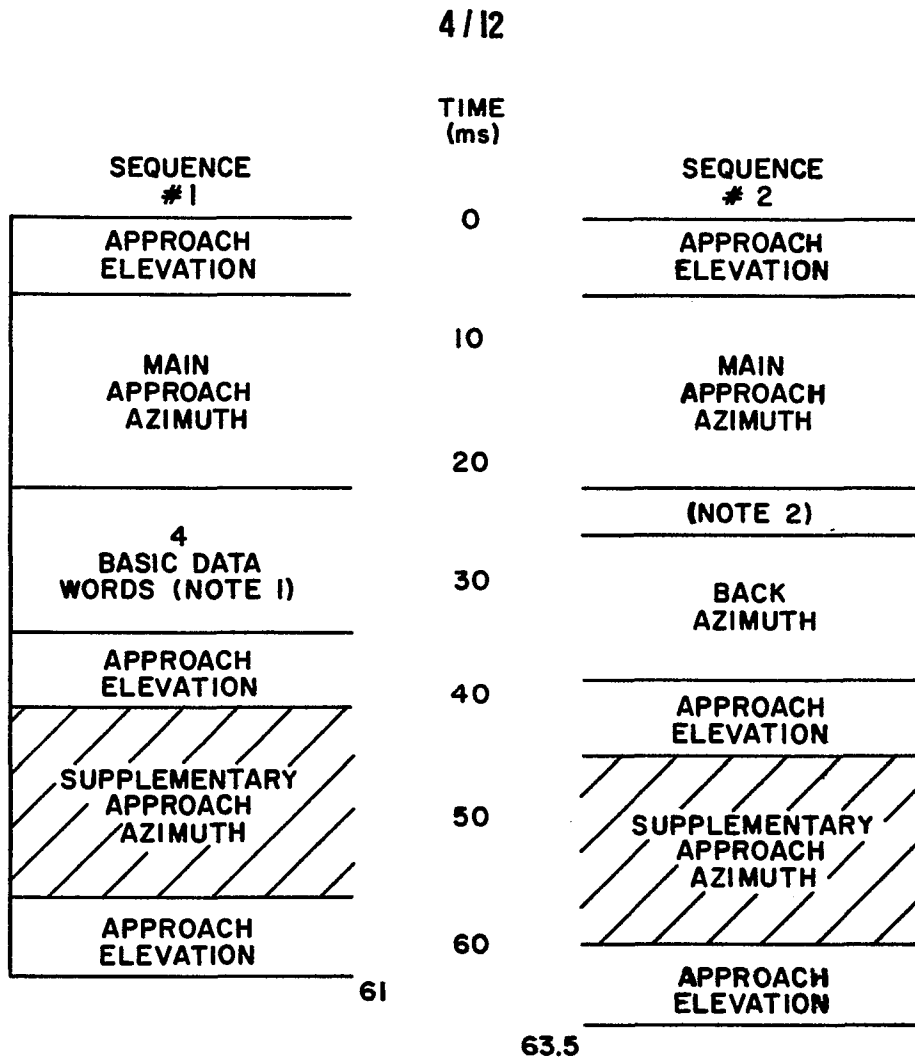 4/12
TIME
(ms)
SEQUENCE
#1
APPROACH
ELEVATION
MAIN
APPROACH
AZIMUTH
4
BASIC DATA
WORDS (NOTE 1)
APPROACH
ELEVATION
SUPPLEMENTARY
APPROACH
AZIMUTH
APPROACH
ELEVATION
61
0
10
20
30
40
50
60
SEQUENCE
# 2
APPROACH
ELEVATION
MAIN
APPROACH
AZIMUTH
(NOTE 2)
BACK
AZIMUTH
APPROACH
ELEVATION
SUPPLEMENTARY
APPROACH
AZIMUTH
APPROACH
ELEVATION
63.5